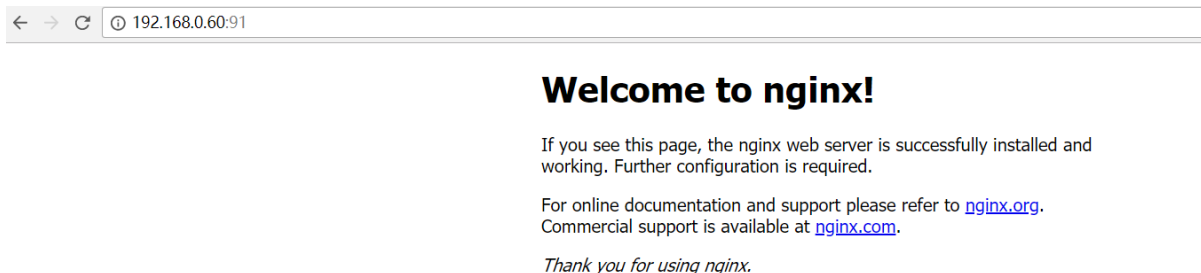 192.168.0.60:91
Welcome to nginx!
If you see this page, the nginx web server is successfully installed and
working. Further configuration is required.
For online documentation and support please refer to nginx.org.
Commercial support is available at nginx.com.
Thank you for using nginx.